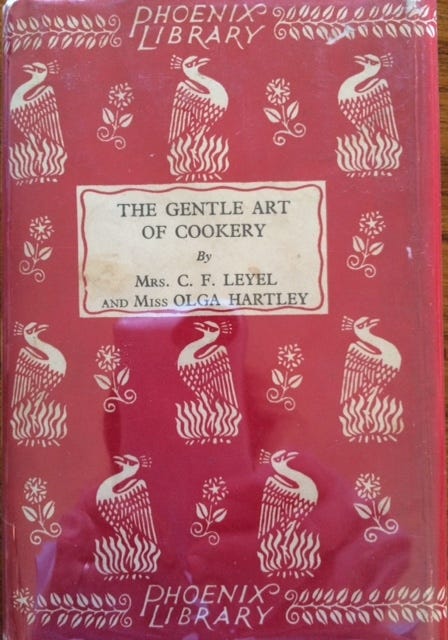 PHOENIX
LIBRARY
THE GENTLE ART
OF COOKERY
By
MRS. C. F. LEYEL
AND MISS OLGA HARTLEY
PHOENIX
LIBRARY